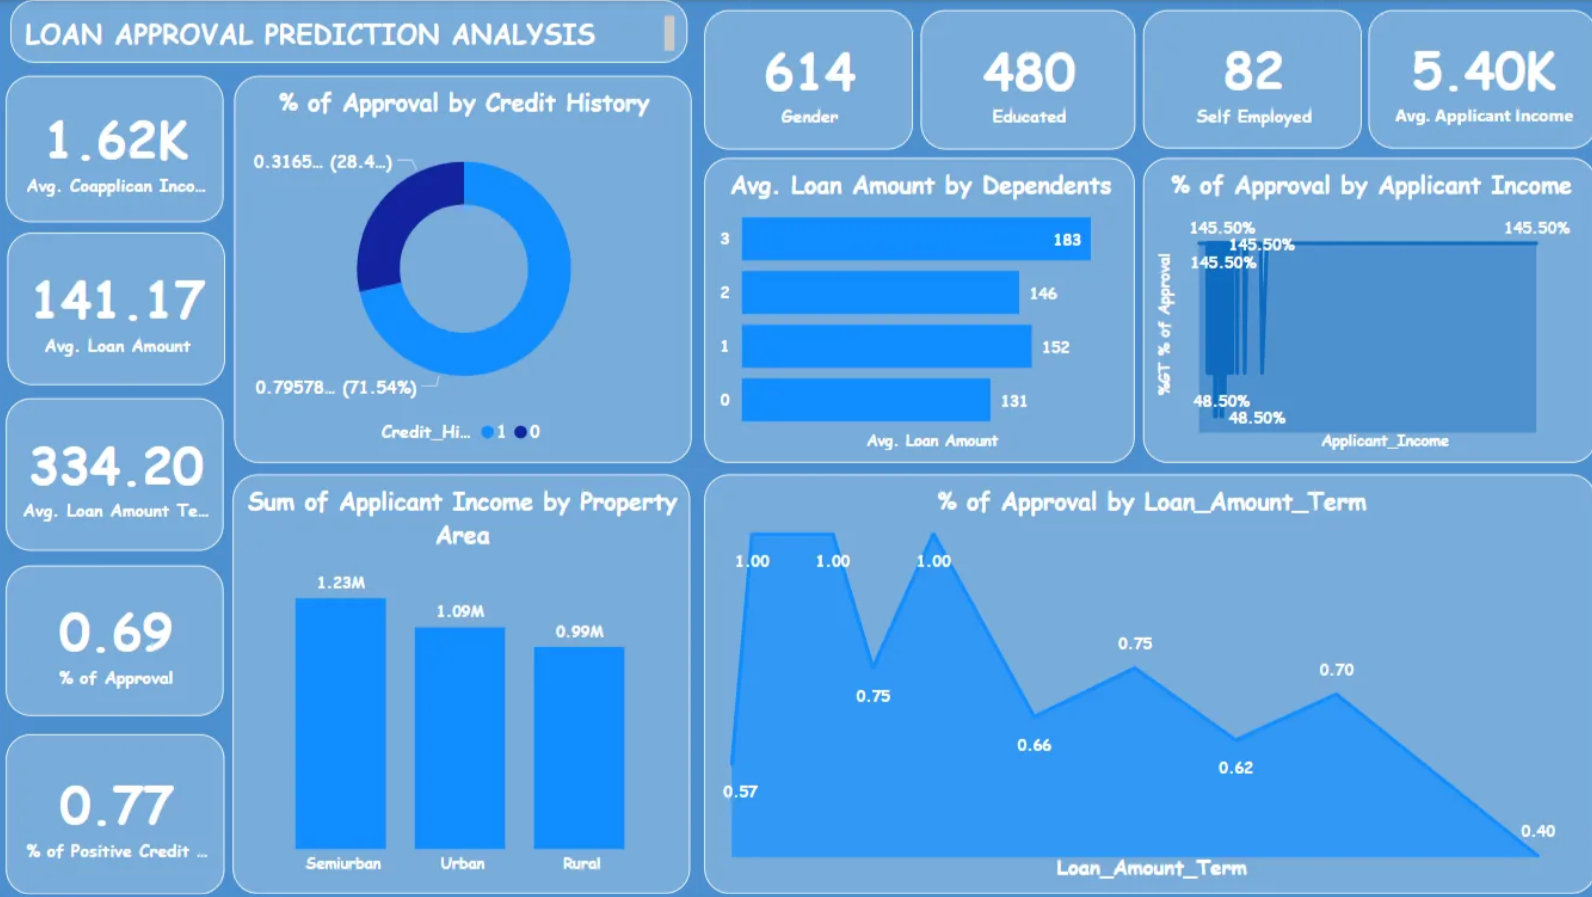 LOAN APPROVAL PREDICTION ANALYSIS
614
Gender
480
Educated
82
Self Employed
5.40K
Avg. Applicant Income
1.62K
Avg. Coapplican Inco...
141.17
Avg. Loan Amount
334.20
Avg. Loan Amount Te...
0.69
% of Approval
0.77
% of Positive Credit ...
% of Approval by Credit History
0.3165... (28.4...)
0.79578... (71.54%)
Credit_Hi... 1 0
Avg. Loan Amount by Dependents
3 183
2 146
1 152
0 131
Avg. Loan Amount
% of Approval by Applicant Income
145.50% 145.50%
145.50%
145.50%
%GT % of Approval
48.50%
48.50%
Applicant_Income
Sum of Applicant Income by Property
Area
1.23M
1.09M
0.99M
Semiurban Urban Rural
% of Approval by Loan_Amount_Term
1.00 1.00 1.00
0.75
0.70
0.75
0.66
0.62
0.57
0.40
Loan_Amount_Term